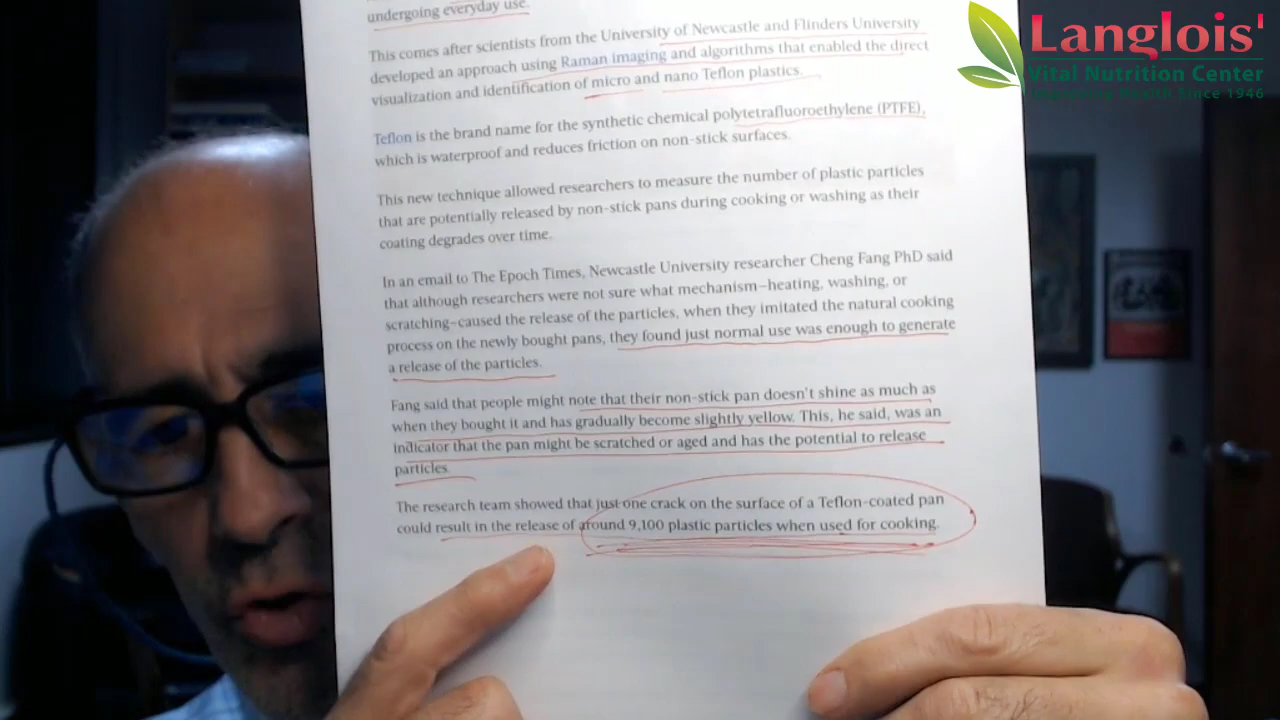 undergoing everyday use.
This comes after scientists from the University of Newcastle and Flinders University
developed an approach using Raman imaging and algorithms that enabled the direct
visualization and identification of micro and nano Teflon plastics.
Teflon is the brand name for the synthetic chemical polytetrafluoroethylene (PTFE),
which is waterproof and reduces friction on non-stick surfaces.
This new technique allowed researchers to measure the number of plastic particles
that are potentially released by non-stick pans during cooking or washing as their
coating degrades over time.
In an email to The Epoch Times, Newcastle University researcher Cheng Fang PhD said
that although researchers were not sure what mechanism—heating, washing, or
scratching—caused the release of the particles, when they imitated the natural cooking
process on the newly bought pans, they found just normal use was enough to generate
a release of the particles.
Fang said that people might note that their non-stick pan doesn't shine as much as
when they bought it and has gradually become slightly yellow. This, he said, was an
indicator that the pan might be scratched or aged and has the potential to release
particles.
The research team showed that just one crack on the surface of a Teflon-coated pan
could result in the release of around 9,100 plastic particles when used for cooking.
Langlois'
Vital Nutrition Center
Improving Health Since 1946